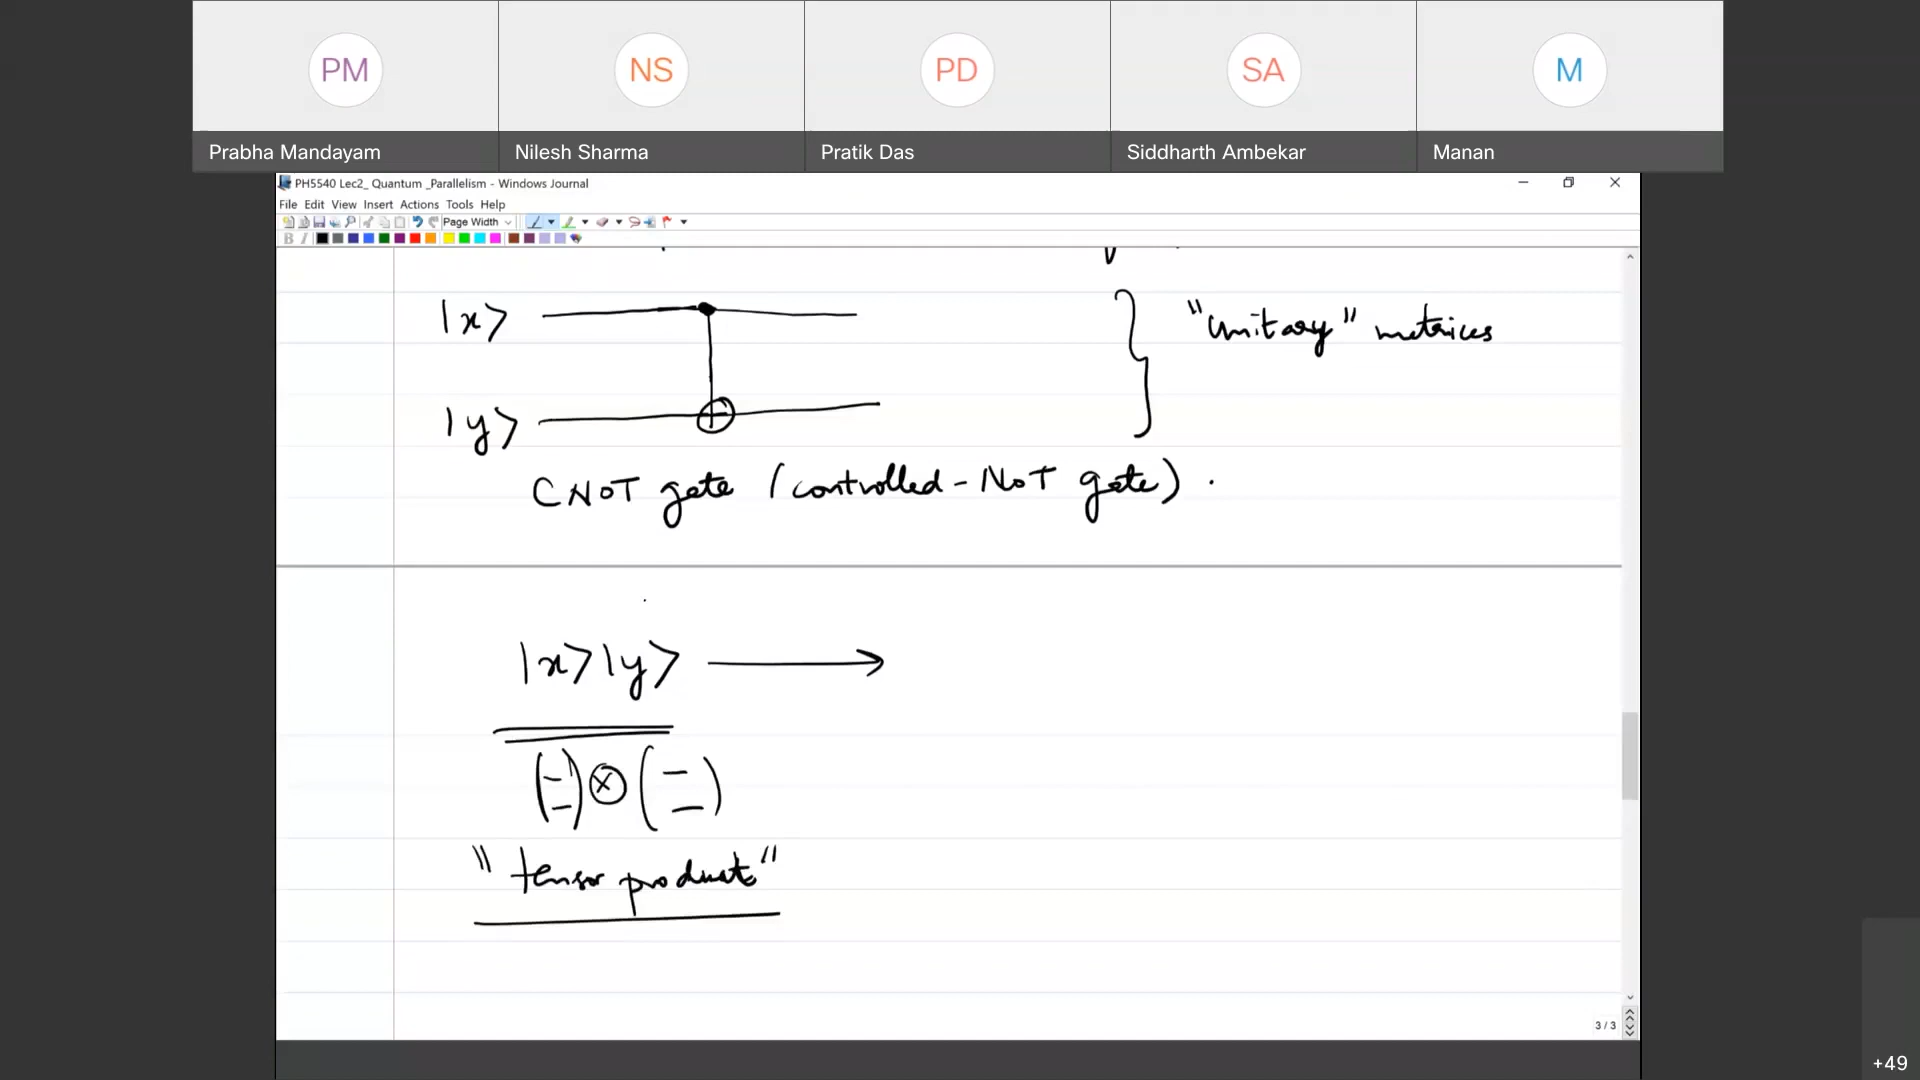 PM
NS
PD
SA
M
Prabha Mandayam
Nilesh Sharma
Pratik Das
Siddharth Ambekar
Manan
PH5540 Lec2_ Quantum _Parallelism - Windows Journal
File Edit View Insert Actions Tools Help
Page Width
B I
|x>
"unitary" metrices
|y>
CNOT gate (controlled-NOT gate).
|x>|y> ⟶
(–
–) ⊗ (–
–)
"tensor product"
3 / 3
+49